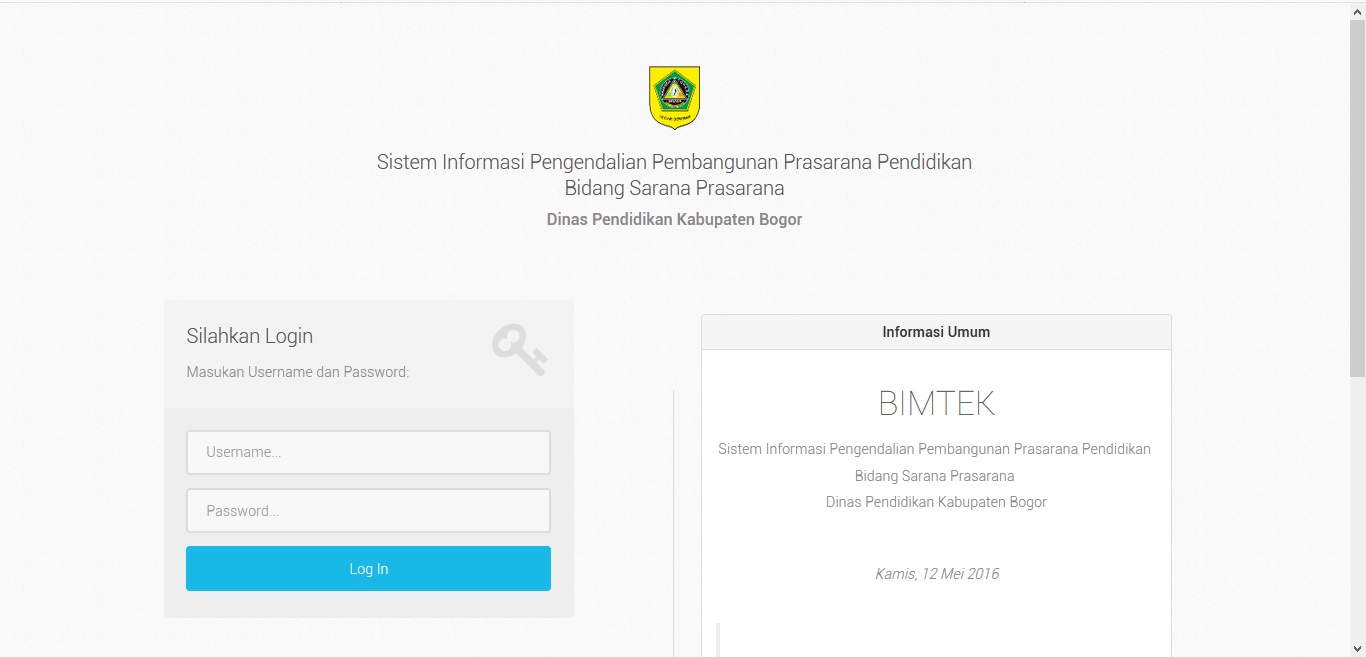 Sistem Informasi Pengendalian Pembangunan Prasarana Pendidikan
Bidang Sarana Prasarana
Dinas Pendidikan Kabupaten Bogor
Silahkan Login
Masukan Username dan Password:
Username...
Password...
Log In
Informasi Umum
BIMTEK
Sistem Informasi Pengendalian Pembangunan Prasarana Pendidikan
Bidang Sarana Prasarana
Dinas Pendidikan Kabupaten Bogor
Kamis, 12 Mei 2016